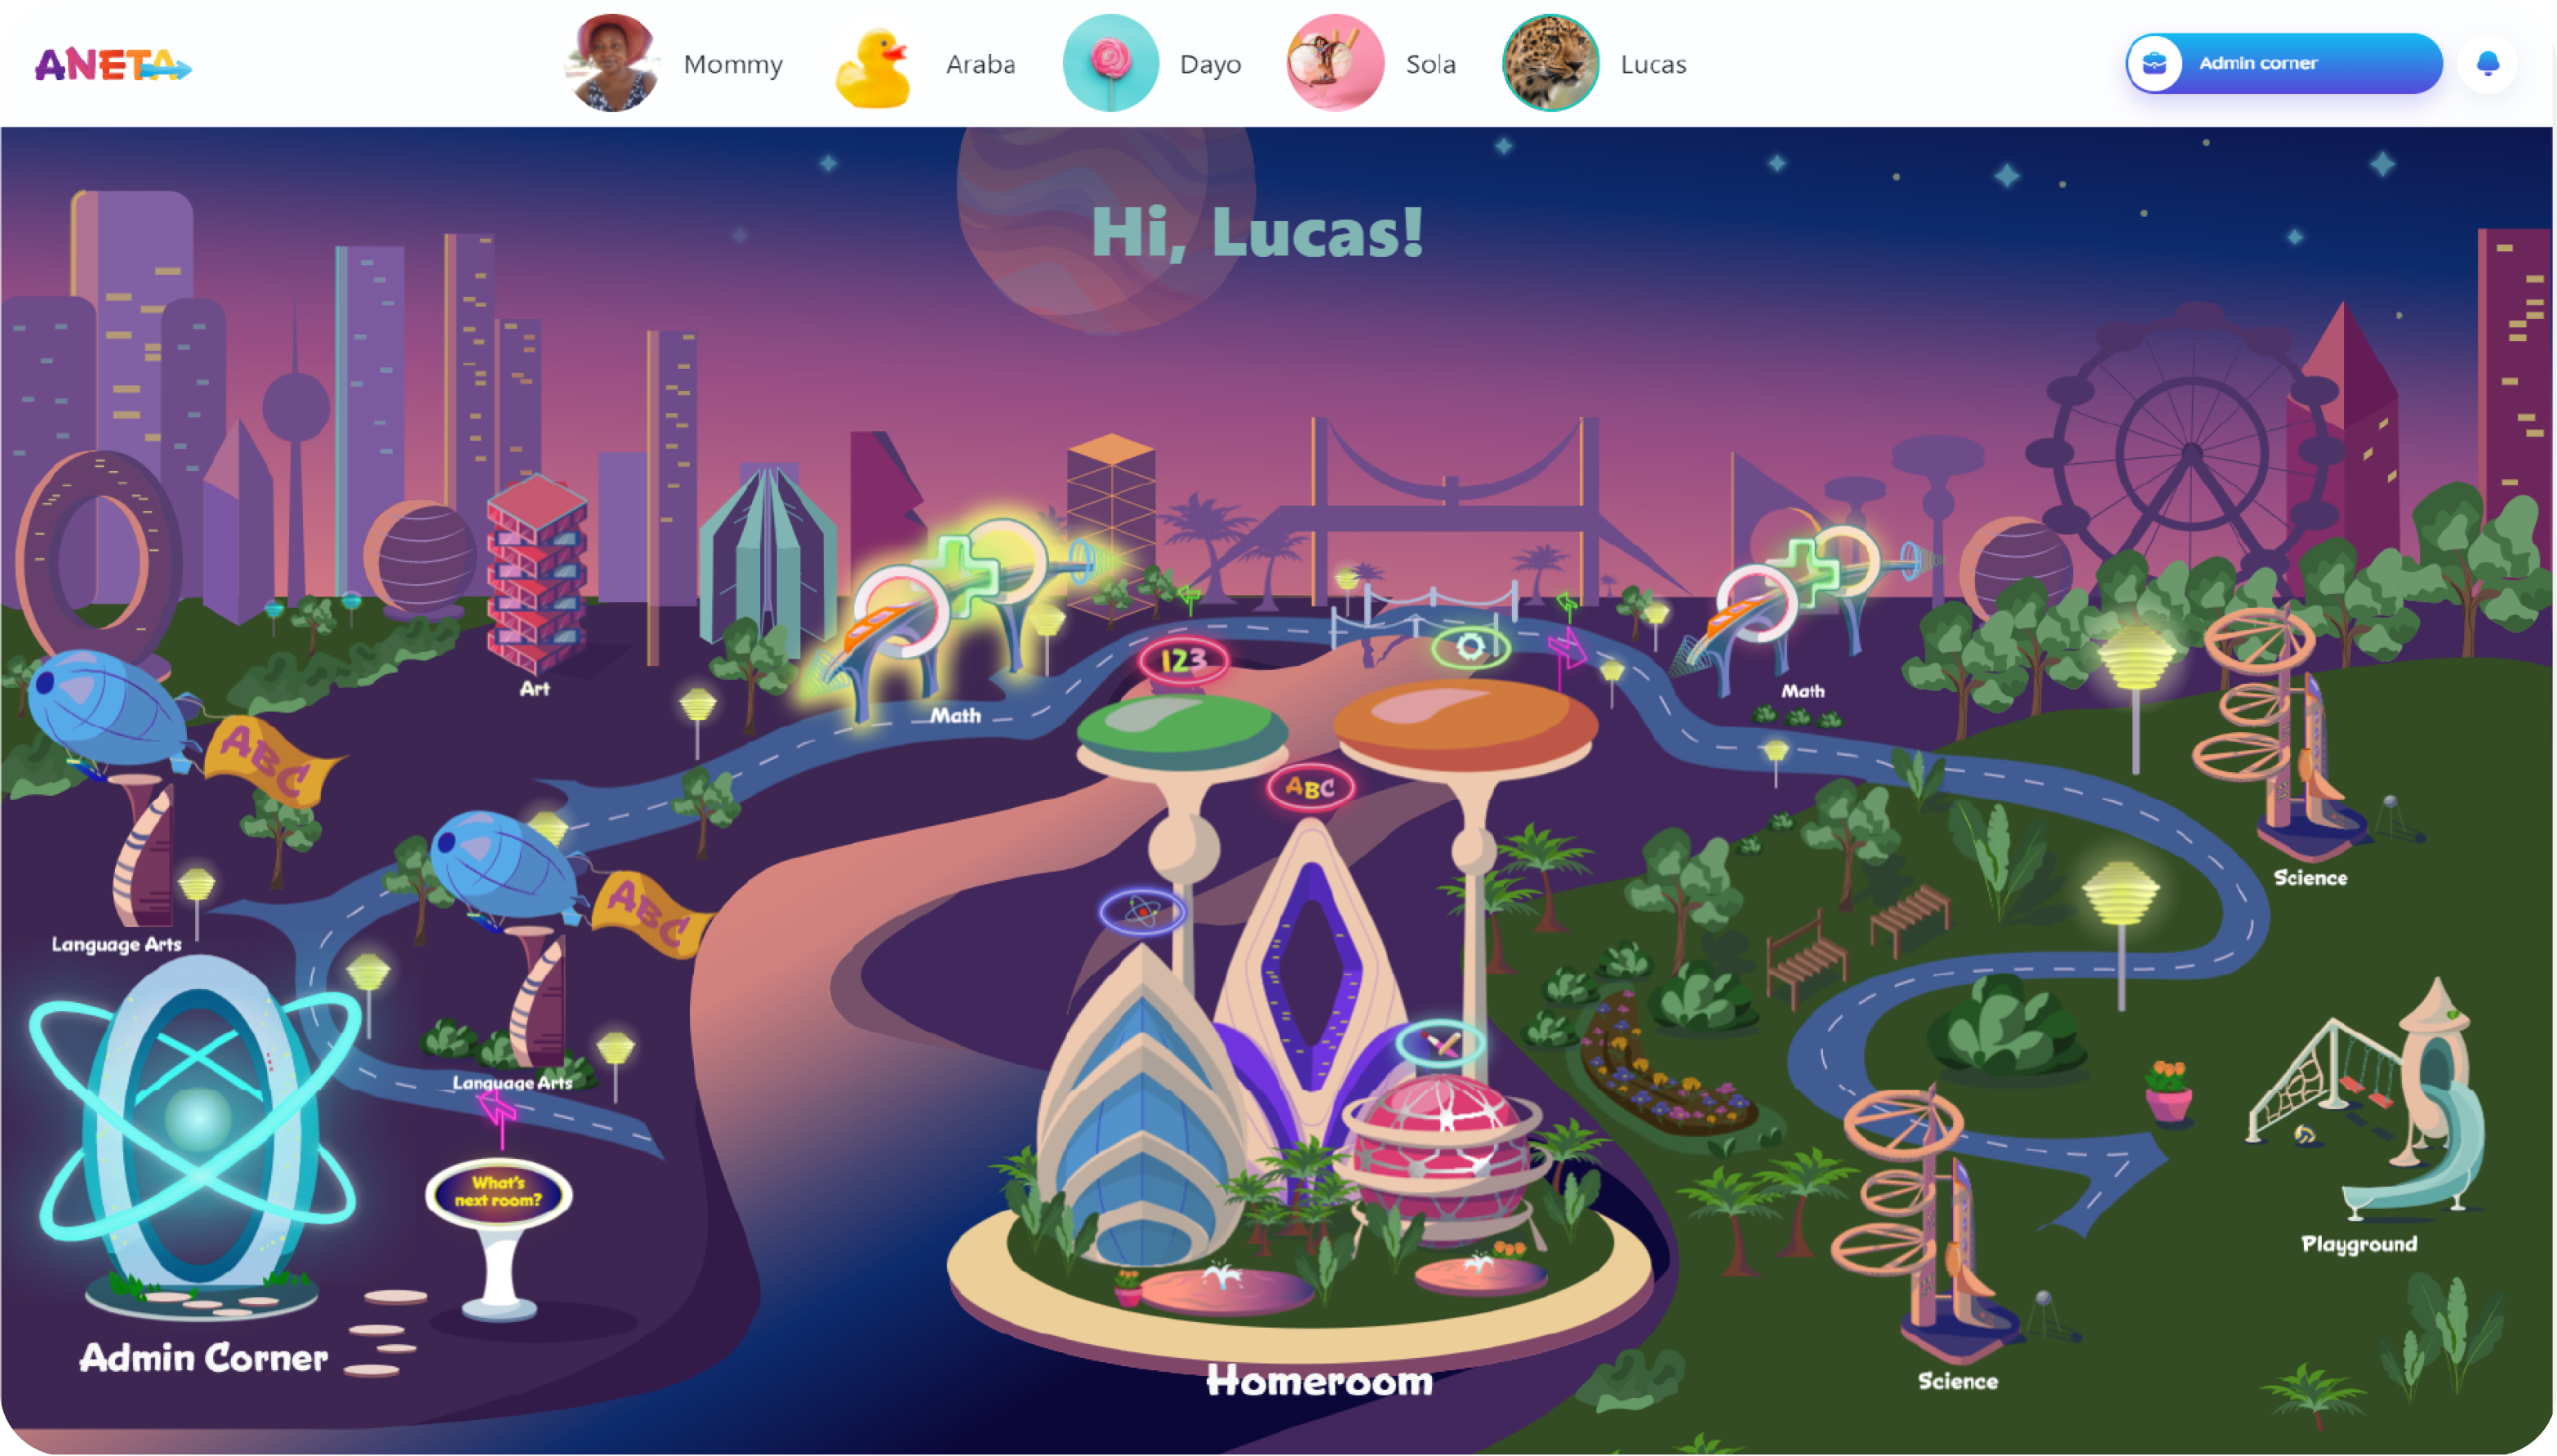 ANETA
Mommy
Araba
Dayo
Sola
Lucas
Admin corner
Hi, Lucas!
123
Art
Math
Math
ABC
ABC
ABC
Science
Language Arts
Language Arts
What's
next room?
Playground
Admin Corner
Homeroom
Science